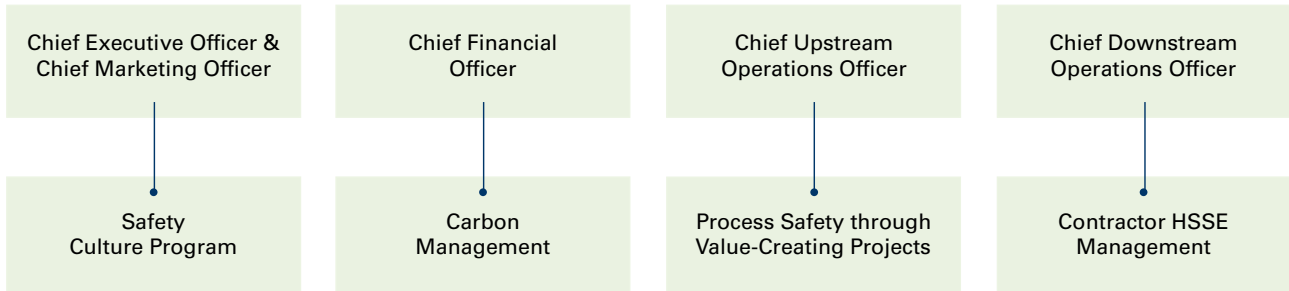 Chief Executive Officer &
Chief Marketing Officer
Chief Financial
Officer
Chief Upstream
Operations Officer
Chief Downstream
Operations Officer
Safety
Culture Program
Carbon
Management
Process Safety through
Value-Creating Projects
Contractor HSSE
Management